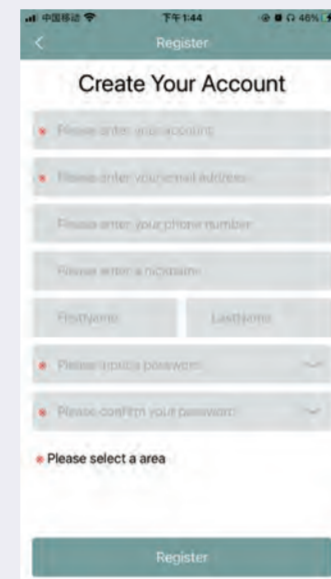 中国移动 下午1:44 46%
Register
Create Your Account
* Please enter your account
* Please enter your email address
Please enter your phone number
Please enter a nickname
FirstName LastName
* Please input a password
* Please confirm your password
* Please select a area
Register